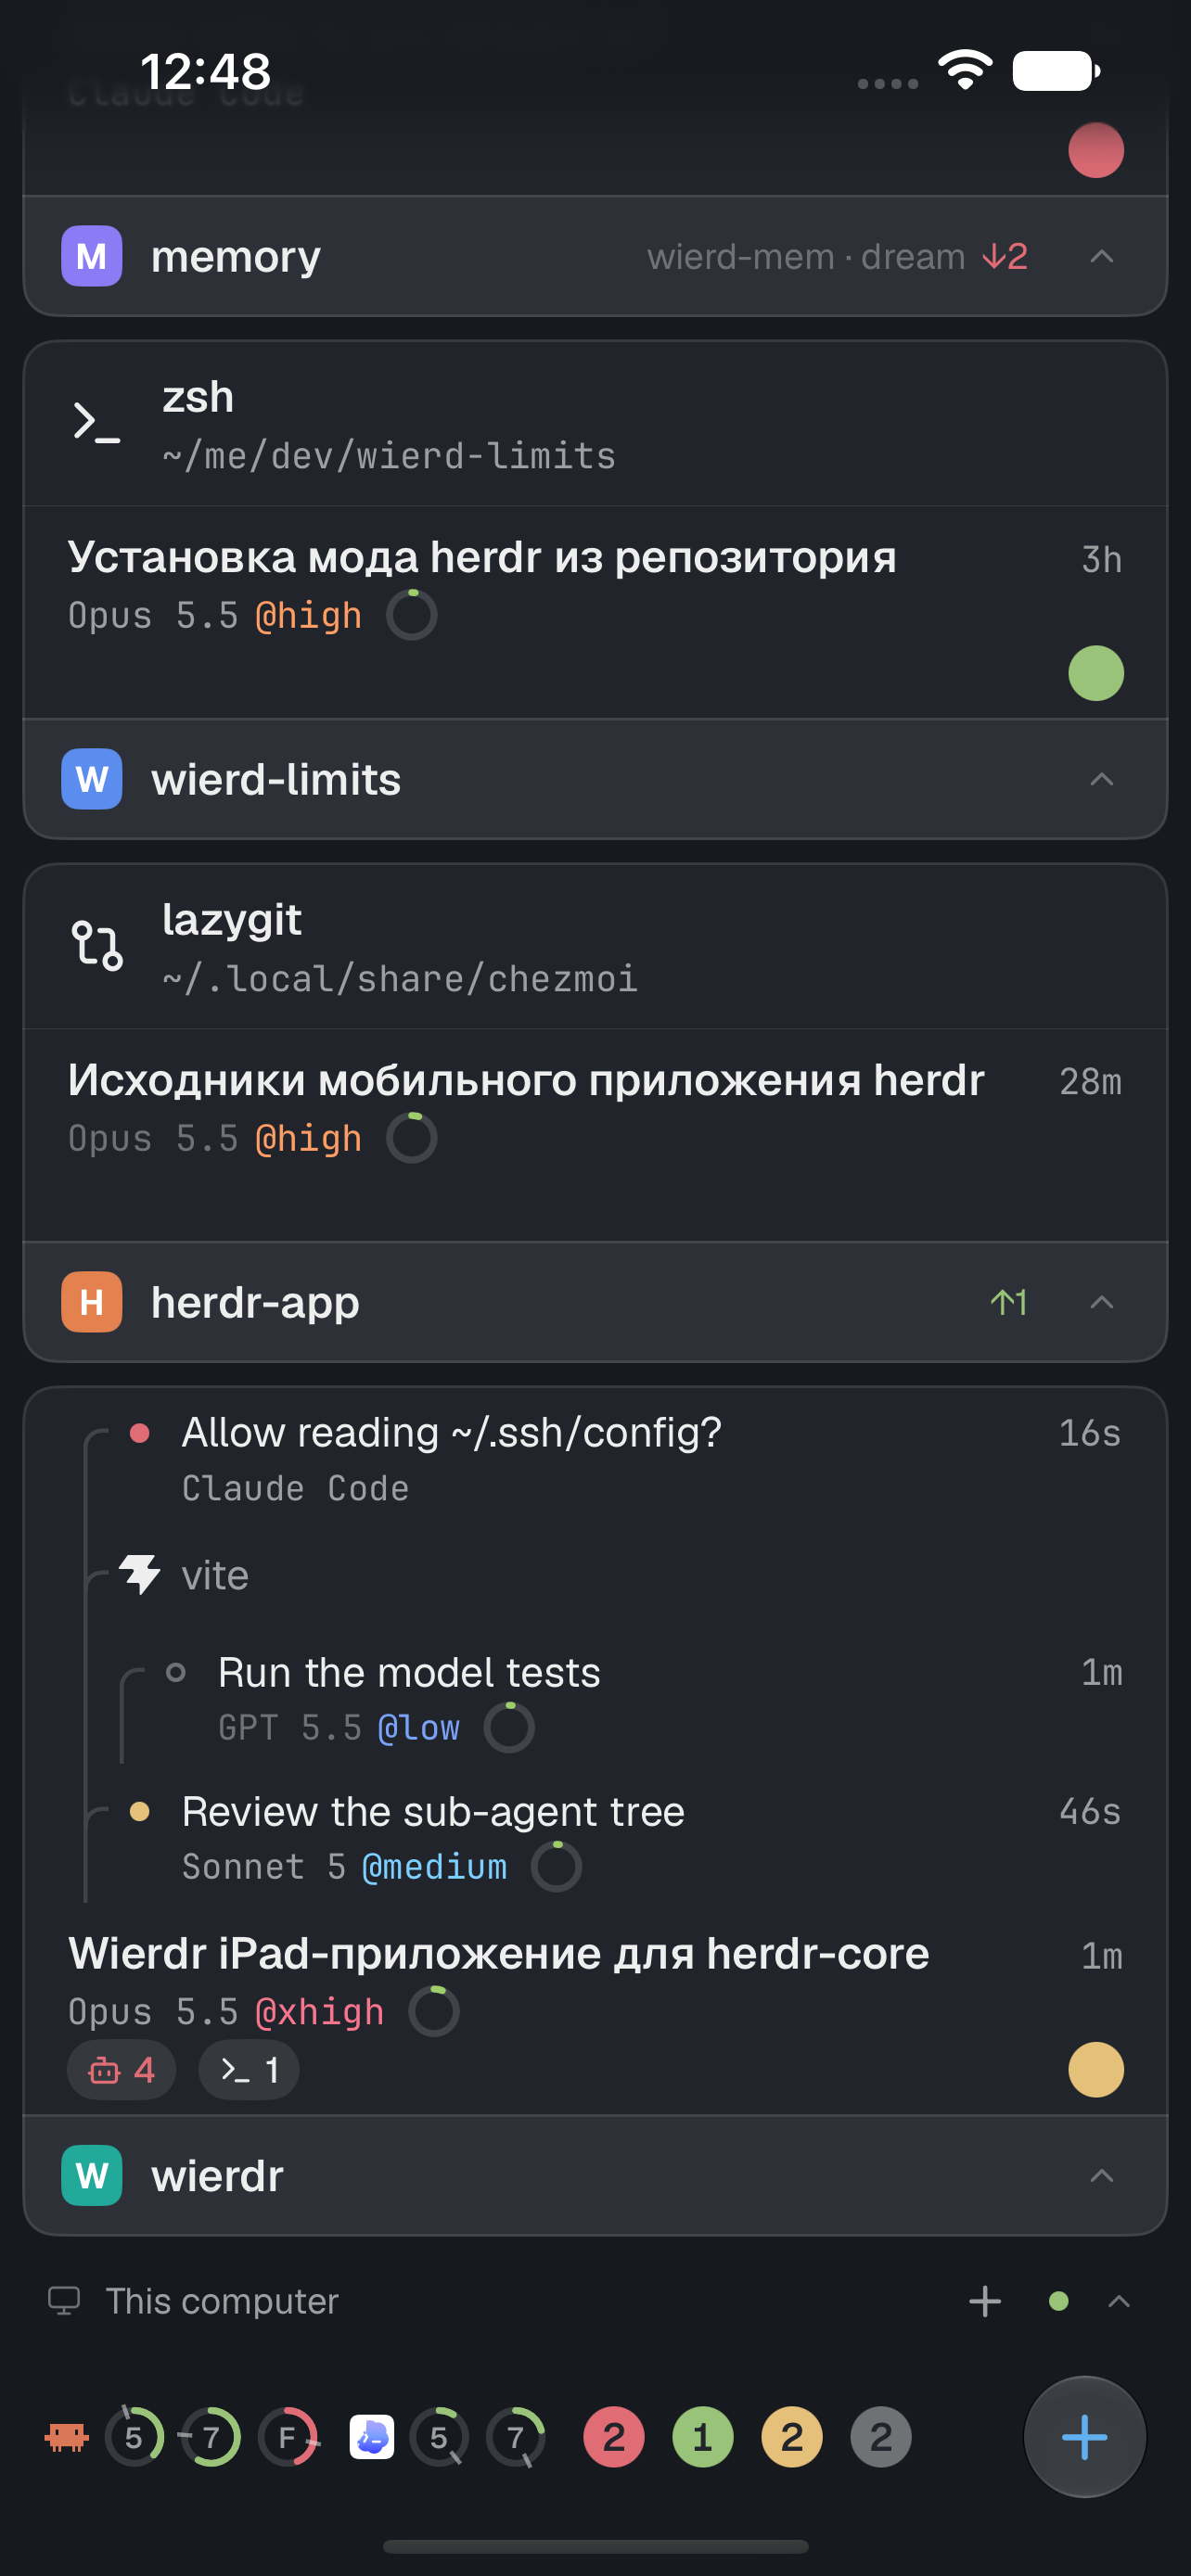 12:48
Claude Code
M memory wierd-mem · dream ↓2
zsh
~/me/dev/wierd-limits
Установка мода herdr из репозитория 3h
Opus 5.5 @high
W wierd-limits
lazygit
~/.local/share/chezmoi
Исходники мобильного приложения herdr 28m
Opus 5.5 @high
H herdr-app ↑1
Allow reading ~/.ssh/config? 16s
Claude Code
vite
Run the model tests 1m
GPT 5.5 @low
Review the sub-agent tree 46s
Sonnet 5 @medium
Wierdr iPad-приложение для herdr-core 1m
Opus 5.5 @xhigh
4 1
W wierdr
This computer
5 7 F 5 7 2 1 2 2